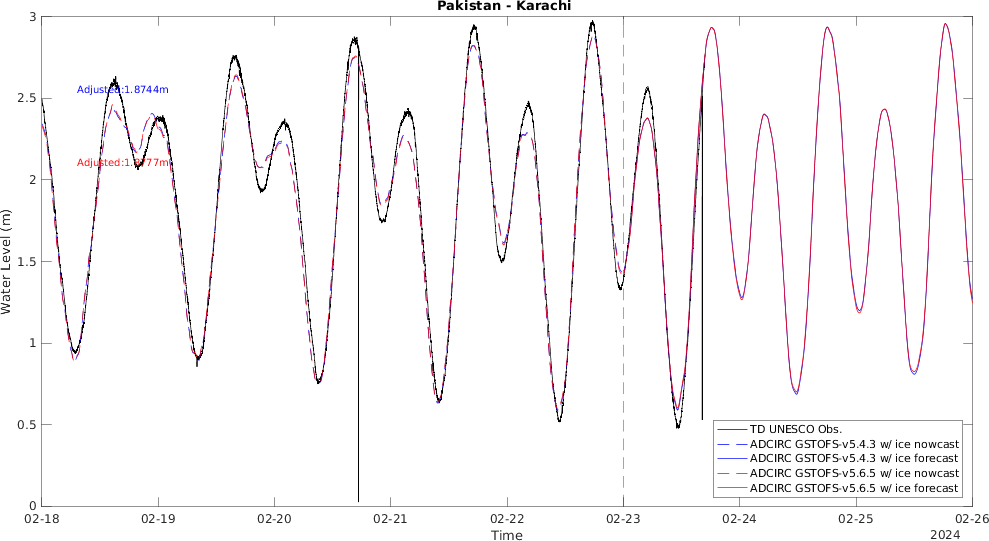 Pakistan - Karachi
3
2.5
2
1.5
1
0.5
0
Water Level (m)
Adjusted:1.8744m
Adjusted:1.8777m
02-18
02-19
02-20
02-21
02-22
02-23
02-24
02-25
02-26
Time
2024
TD UNESCO Obs.
ADCIRC GSTOFS-v5.4.3 w/ ice nowcast
ADCIRC GSTOFS-v5.4.3 w/ ice forecast
ADCIRC GSTOFS-v5.6.5 w/ ice nowcast
ADCIRC GSTOFS-v5.6.5 w/ ice forecast